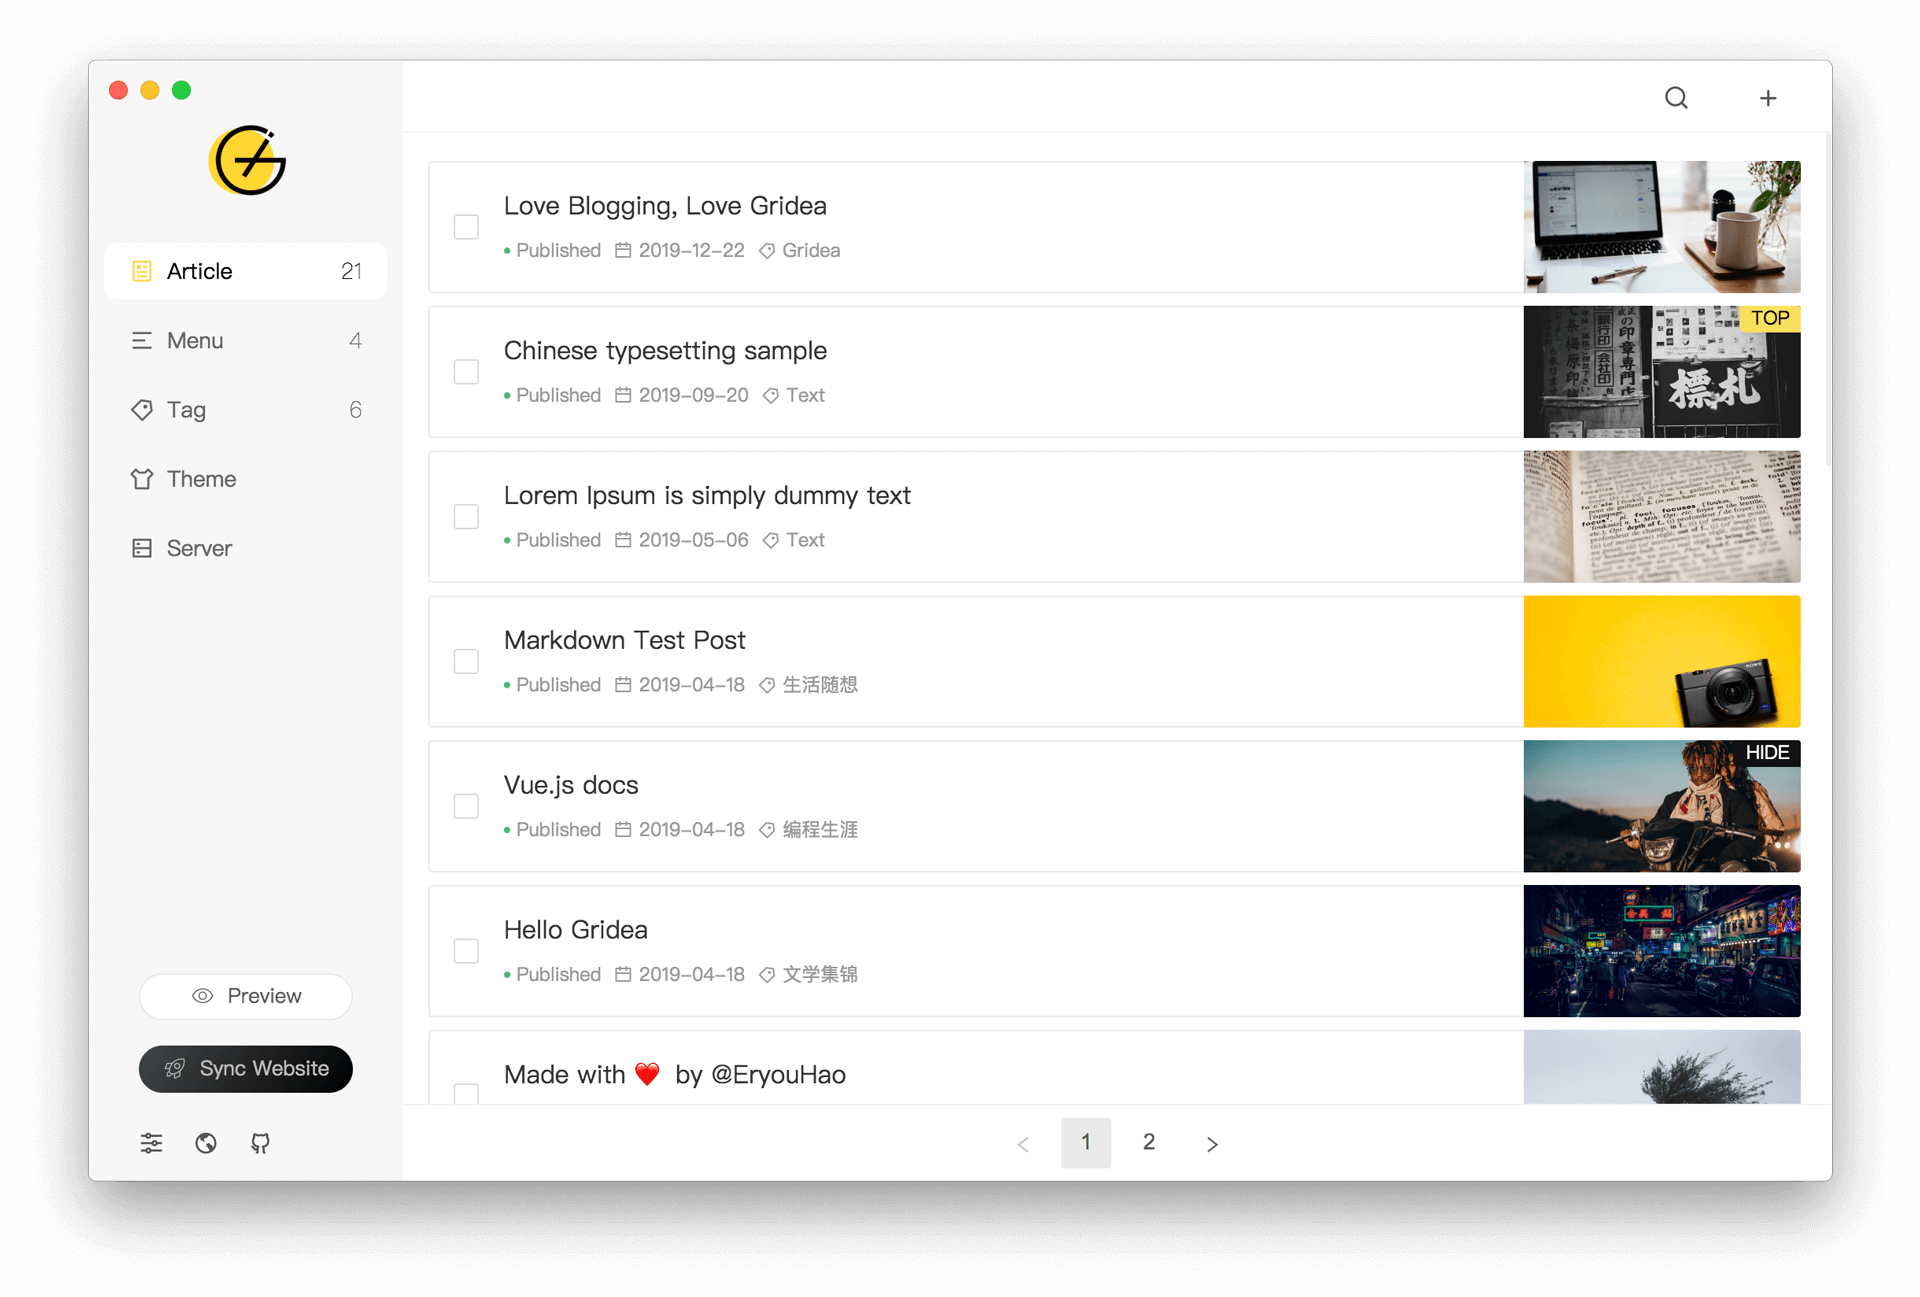 Article 21
Menu 4
Tag 6
Theme
Server
Preview
Sync Website
Love Blogging, Love Gridea
Published 2019-12-22 Gridea
Chinese typesetting sample
Published 2019-09-20 Text
TOP
標札
Lorem Ipsum is simply dummy text
Published 2019-05-06 Text
Markdown Test Post
Published 2019-04-18 生活随想
SONY
Vue.js docs
Published 2019-04-18 编程生涯
HIDE
Hello Gridea
Published 2019-04-18 文学集锦
Made with ❤️ by @EryouHao
< 1 2 >